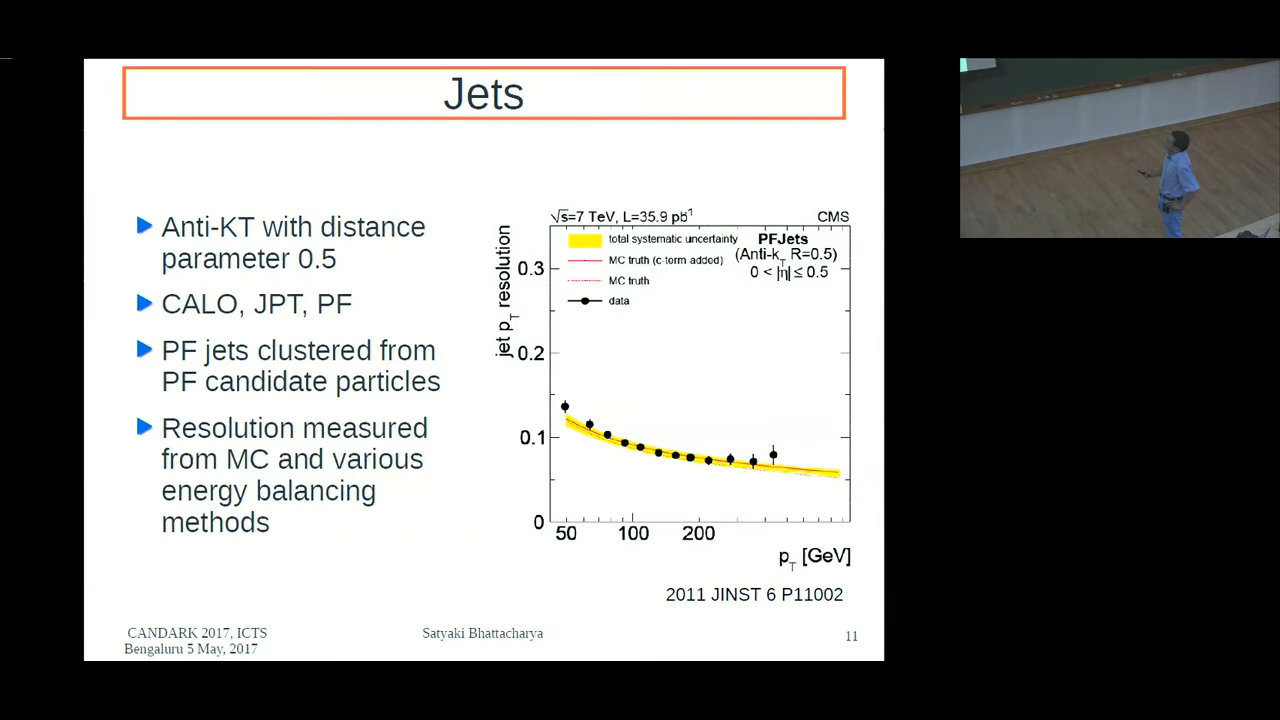 Jets
Anti-KT with distance
parameter 0.5
CALO, JPT, PF
PF jets clustered from
PF candidate particles
Resolution measured
from MC and various
energy balancing
methods
√s=7 TeV, L=35.9 pb⁻¹
CMS
total systematic uncertainty
MC truth (c-term added)
MC truth
data
PFJets
(Anti-k_T R=0.5)
0 < |η| ≤ 0.5
jet p_T resolution
0.3
0.2
0.1
0
50 100 200
p_T [GeV]
2011 JINST 6 P11002
CANDARK 2017, ICTS
Bengaluru 5 May, 2017
Satyaki Bhattacharya
11